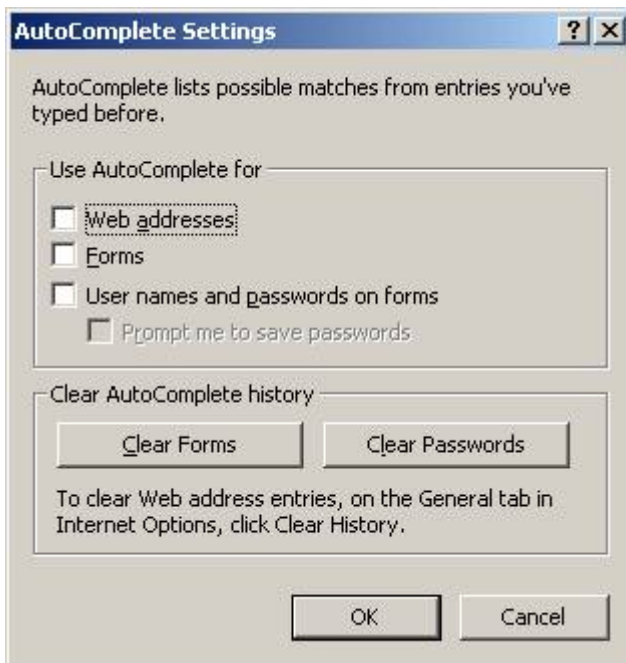 AutoComplete Settings
AutoComplete lists possible matches from entries you've
typed before.
Use AutoComplete for
Web addresses
Forms
User names and passwords on forms
Prompt me to save passwords
Clear AutoComplete history
Clear Forms
Clear Passwords
To clear Web address entries, on the General tab in
Internet Options, click Clear History.
OK
Cancel